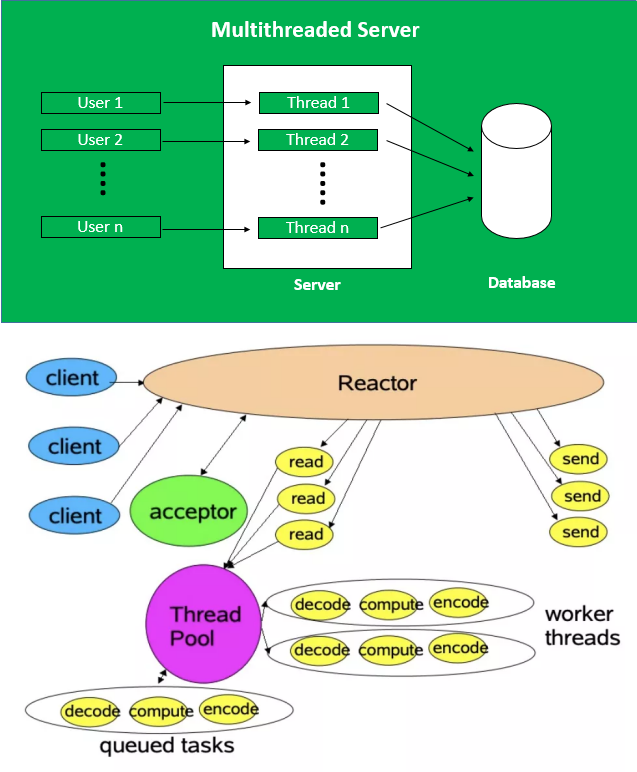 Multithreaded Server
User 1
Thread 1
User 2
Thread 2
User n
Thread n
Server
Database
client
Reactor
client
client
acceptor
read
read
read
send
send
send
Thread
Pool
decode compute encode
decode compute encode
worker
threads
decode compute encode
queued tasks